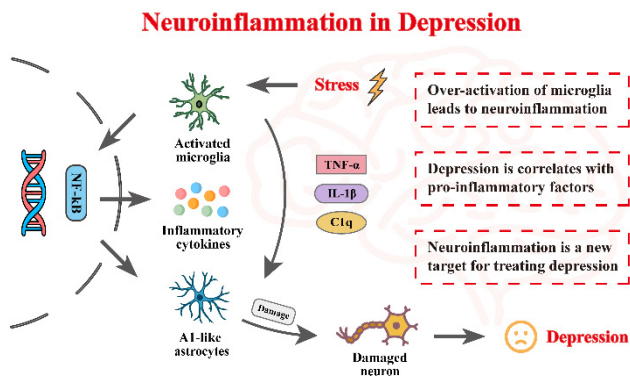 Neuroinflammation in Depression
Stress
Activated
microglia
NF-kB
Inflammatory
cytokines
A1-like
astrocytes
TNF-α
IL-1β
C1q
Damage
Damaged
neuron
Depression
Over-activation of microglia
leads to neuroinflammation
Depression is correlates with
pro-inflammatory factors
Neuroinflammation is a new
target for treating depression